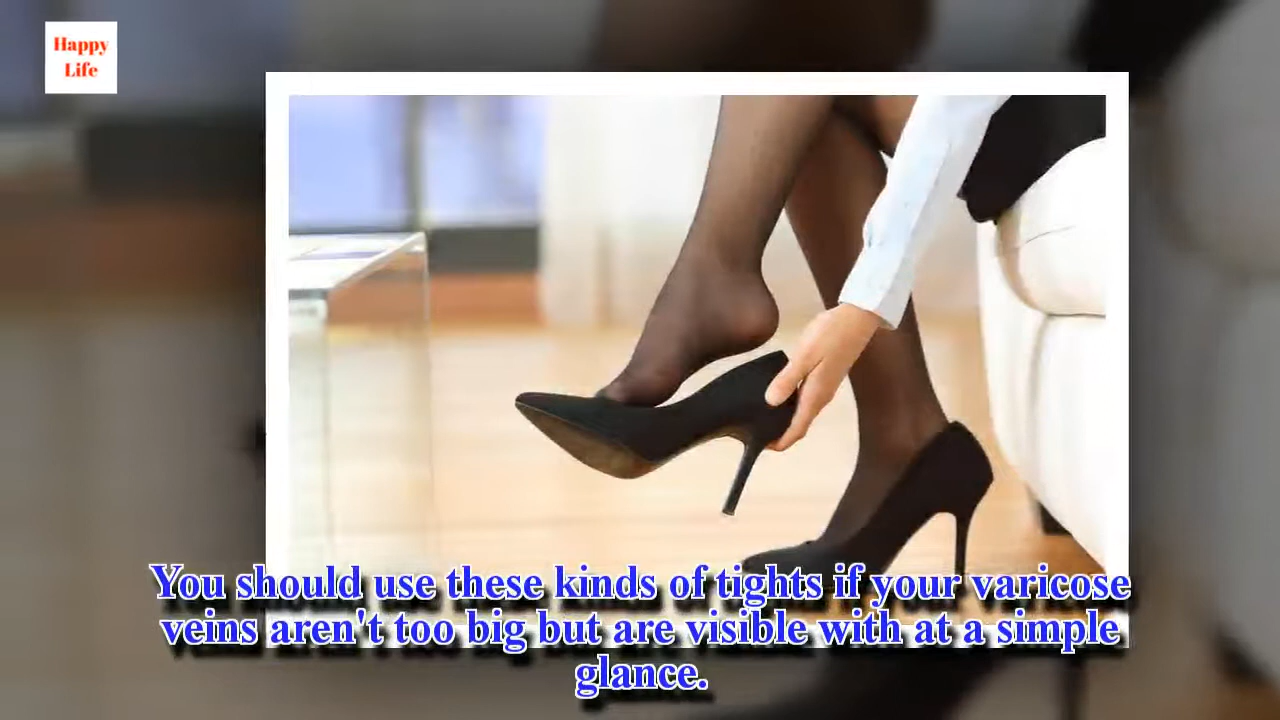 Happy
Life
You should use these kinds of tights if your varicose
veins aren't too big but are visible with at a simple
glance.